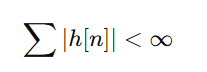 ∑ |h[n]| < ∞